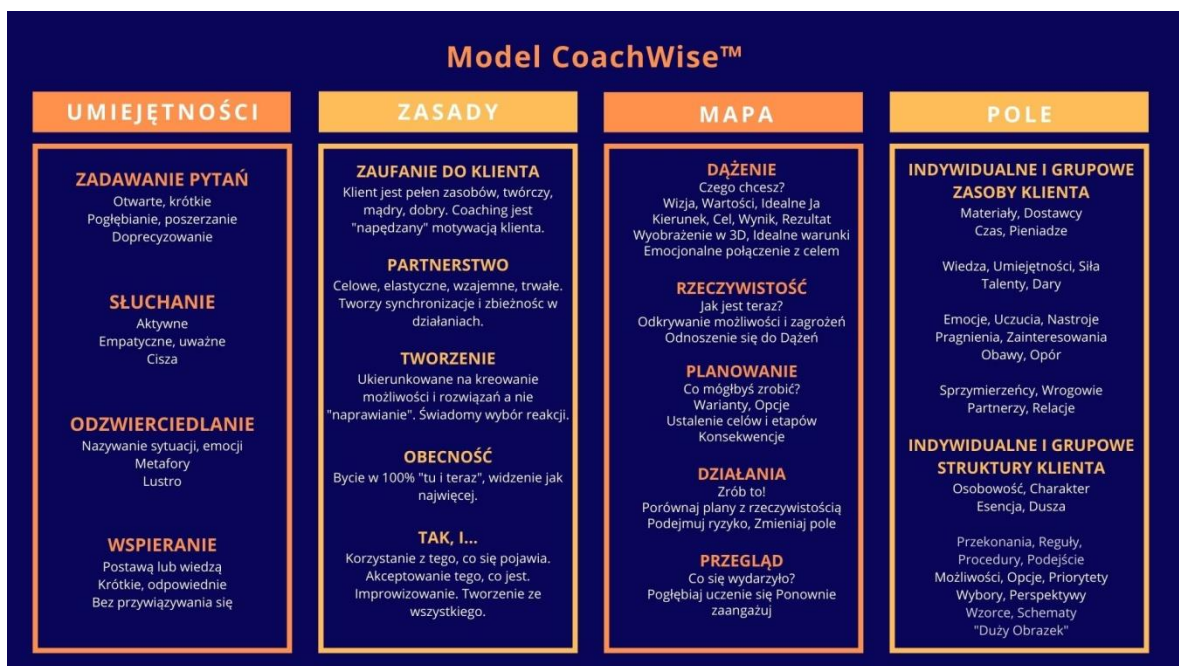 Model CoachWise™
UMIEJĘTNOŚCI
ZADAWANIE PYTAŃ
Otwarte, krótkie
Pogłębianie, poszerzanie
Doprecyzowanie
SŁUCHANIE
Aktywne
Empatyczne, uważne
Cisza
ODZWIERCIEDLANIE
Nazywanie sytuacji, emocji
Metafory
Lustro
WSPIERANIE
Postawą lub wiedzą
Krótkie, odpowiednie
Bez przywiązywania się
ZASADY
ZAUFANIE DO KLIENTA
Klient jest pełen zasobów, twórczy,
mądry, dobry. Coaching jest
"napędzany" motywacją klienta.
PARTNERSTWO
Celowe, elastyczne, wzajemne, trwałe.
Tworzy synchronizacje i zbieżnośc w
działaniach.
TWORZENIE
Ukierunkowane na kreowanie
możliwości i rozwiązań a nie
"naprawianie". Świadomy wybór reakcji.
OBECNOŚĆ
Bycie w 100% "tu i teraz", widzenie jak
najwięcej.
TAK, I...
Korzystanie z tego, co się pojawia.
Akceptowanie tego, co jest.
Improwizowanie. Tworzenie ze
wszystkiego.
MAPA
DĄŻENIE
Czego chcesz?
Wizja, Wartości, Idealne Ja
Kierunek, Cel, Wynik, Rezultat
Wyobrażenie w 3D, Idealne warunki
Emocjonalne połączenie z celem
RZECZYWISTOŚĆ
Jak jest teraz?
Odkrywanie możliwości i zagrożeń
Odnoszenie się do Dążeń
PLANOWANIE
Co mógłbyś zrobić?
Warianty, Opcje
Ustalenie celów i etapów
Konsekwencje
DZIAŁANIA
Zrób to!
Porównaj plany z rzeczywistością
Podejmuj ryzyko, Zmieniaj pole
PRZEGLĄD
Co się wydarzyło?
Pogłębiaj uczenie się Ponownie
zaangażuj
POLE
INDYWIDUALNE I GRUPOWE
ZASOBY KLIENTA
Materiały, Dostawcy
Czas, Pieniadze
Wiedza, Umiejętności, Siła
Talenty, Dary
Emocje, Uczucia, Nastroje
Pragnienia, Zainteresowania
Obawy, Opór
Sprzymierzeńcy, Wrogowie
Partnerzy, Relacje
INDYWIDUALNE I GRUPOWE
STRUKTURY KLIENTA
Osobowość, Charakter
Esencja, Dusza
Przekonania, Reguły,
Procedury, Podejście
Możliwości, Opcje, Priorytety
Wybory, Perspektywy
Wzorce, Schematy
"Duży Obrazek"